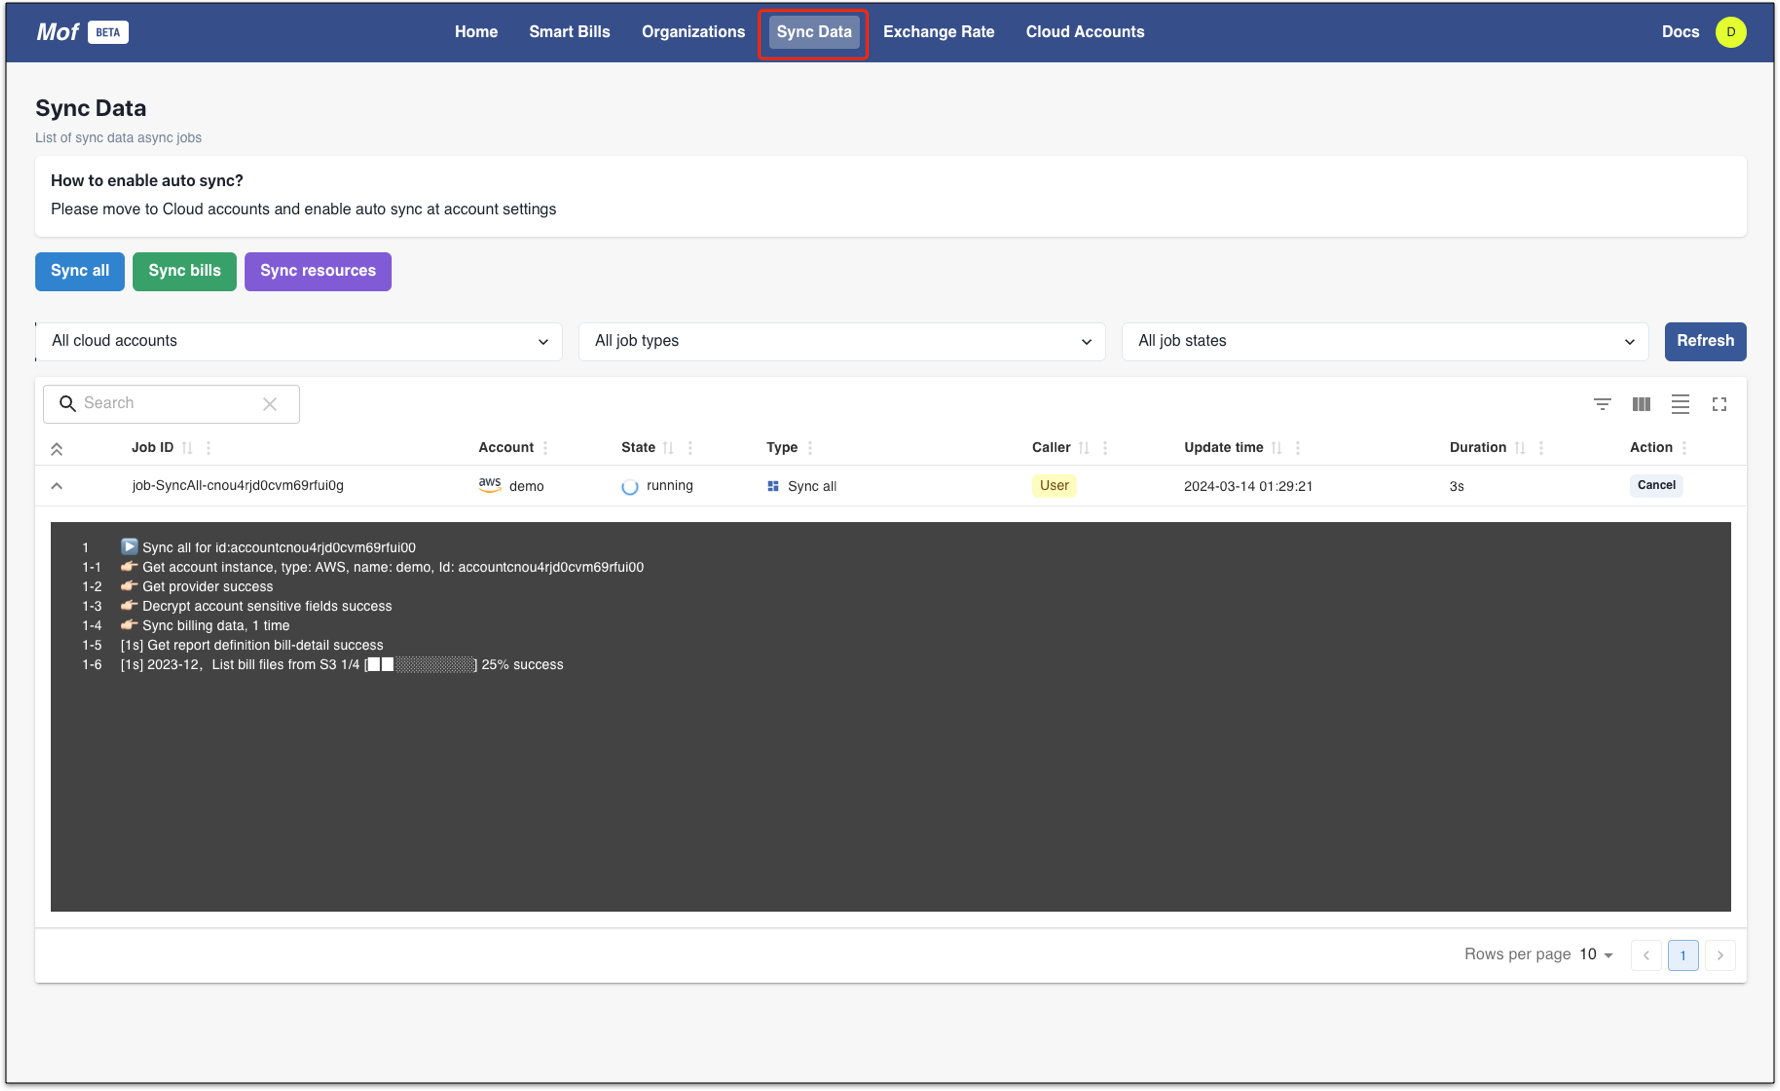 Mof BETA Home Smart Bills Organizations Sync Data Exchange Rate Cloud Accounts Docs D
Sync Data
List of sync data async jobs
How to enable auto sync?
Please move to Cloud accounts and enable auto sync at account settings
Sync all Sync bills Sync resources
All cloud accounts All job types All job states Refresh
Search
Job ID Account State Type Caller Update time Duration Action
job-SyncAll-cnou4rjd0cvm69rfui0g aws demo running Sync all User 2024-03-14 01:29:21 3s Cancel
1 Sync all for id:accountcnou4rjd0cvm69rfui00
1-1 Get account instance, type: AWS, name: demo, Id: accountcnou4rjd0cvm69rfui00
1-2 Get provider success
1-3 Decrypt account sensitive fields success
1-4 Sync billing data, 1 time
1-5 [1s] Get report definition bill-detail success
1-6 [1s] 2023-12，List bill files from S3 1/4 [██░░░░░░] 25% success
Rows per page 10 1